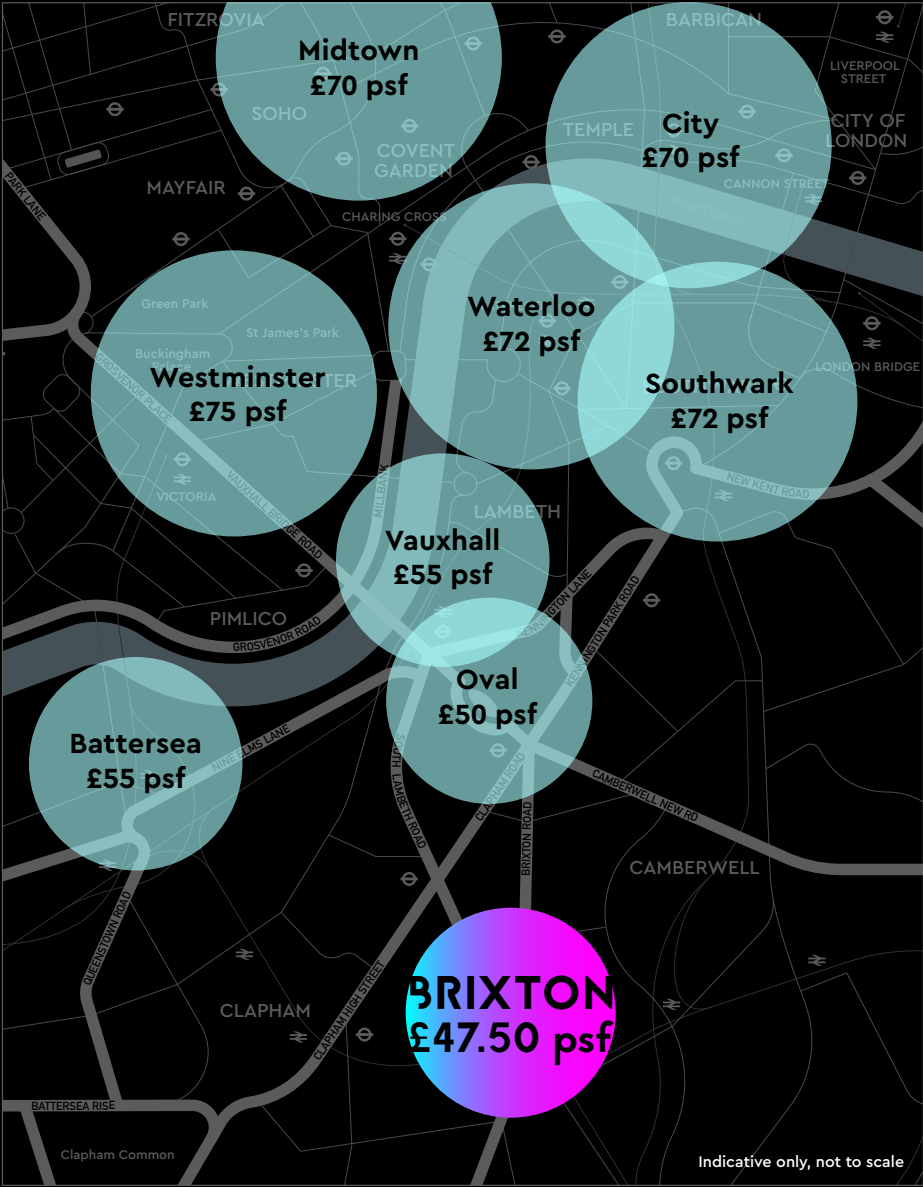 FITZROVIA
BARBICAN
Midtown
£70 psf
LIVERPOOL
STREET
SOHO
City
£70 psf
TEMPLE
CITY OF
LONDON
COVENT
GARDEN
MAYFAIR
CANNON STREET
PARK LANE
CHARING CROSS
River Thames
Green Park
Waterloo
£72 psf
St James's Park
Buckingham
Palace
Westminster
£75 psf
LONDON BRIDGE
Southwark
£72 psf
GROSVENOR PLACE
VICTORIA
VAUXHALL BRIDGE ROAD
MILLBANK
NEW KENT ROAD
LAMBETH
Vauxhall
£55 psf
PIMLICO
GROSVENOR ROAD
KENNINGTON LANE
KENNINGTON PARK ROAD
Oval
£50 psf
Battersea
£55 psf
NINE ELMS LANE
SOUTH LAMBETH ROAD
CLAPHAM ROAD
BRIXTON ROAD
CAMBERWELL NEW RD
CAMBERWELL
QUEENSTOWN ROAD
BRIXTON
£47.50 psf
CLAPHAM
CLAPHAM HIGH STREET
BATTERSEA RISE
Clapham Common
Indicative only, not to scale